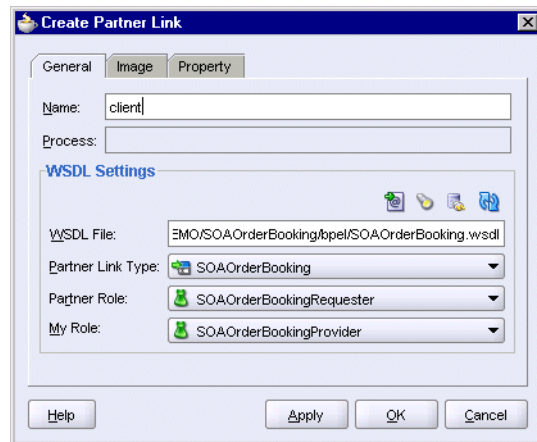 Create Partner Link
General Image Property
Name: client
Process:
WSDL Settings
WSDL File: EMO/SOAOrderBooking/bpel/SOAOrderBooking.wsdl
Partner Link Type: SOAOrderBooking
Partner Role: SOAOrderBookingRequester
My Role: SOAOrderBookingProvider
Help Apply OK Cancel